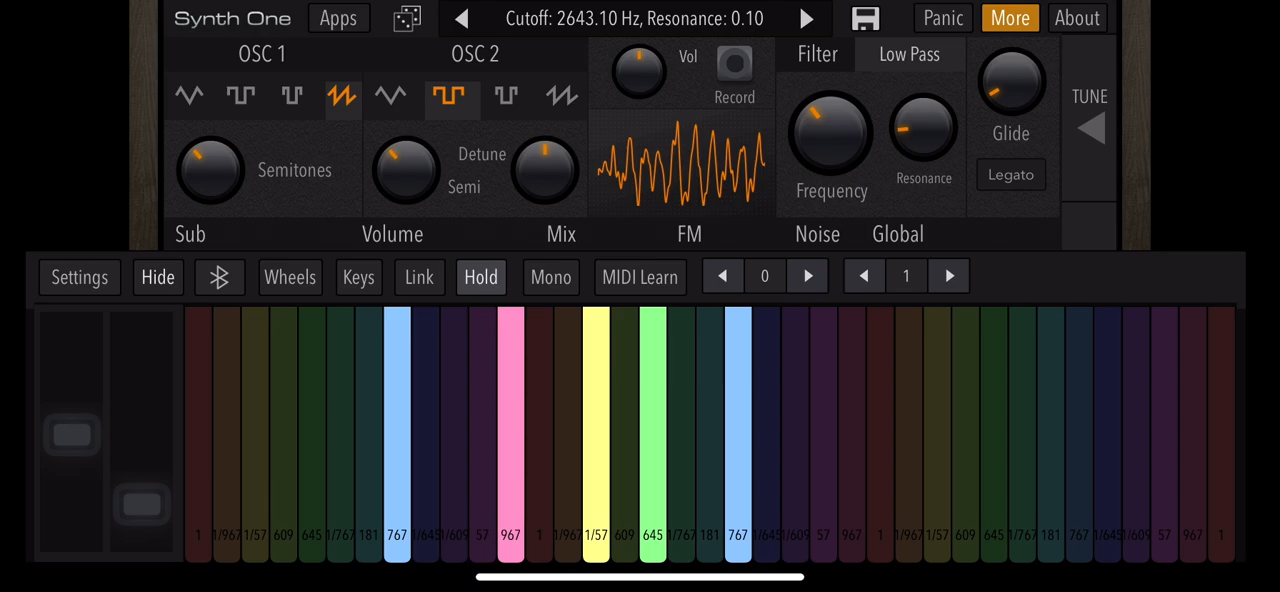 Synth One Apps Cutoff: 2643.10 Hz, Resonance: 0.10 Panic More About
OSC 1 OSC 2 Vol Filter Low Pass
Record
TUNE
Semitones Detune
Semi
Frequency Resonance Glide
Legato
Sub Volume Mix FM Noise Global
Settings Hide Wheels Keys Link Hold Mono MIDI Learn 0 1
1 1/967 1/57 609 645 1/767 181 767 1/645 1/609 57 967 1 1/967 1/57 609 645 1/767 181 767 1/645 1/609 57 967 1 1/967 1/57 609 645 1/767 181 767 1/645 1/609 57 967 1